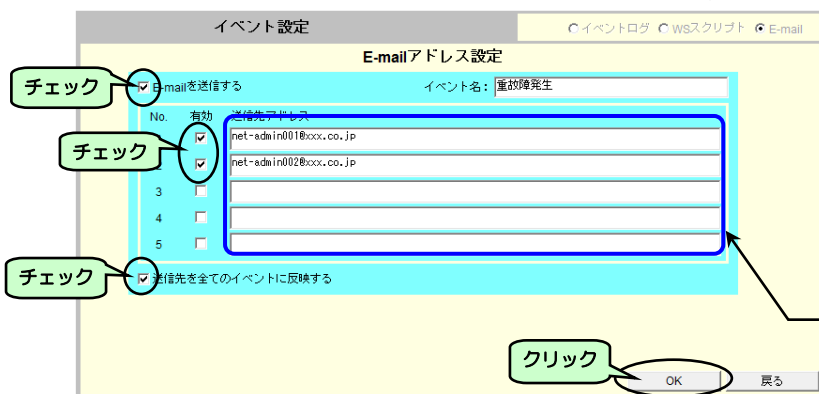 イベント設定
イベントログ WSスクリプト E-mail
E-mailアドレス設定
チェック
E-mailを送信する イベント名： 重故障発生
No. 有効 送信先アドレス
net-admin001@xxx.co.jp
チェック
2 net-admin002@xxx.co.jp
3
4
5
チェック
送信先を全てのイベントに反映する
クリック
OK 戻る